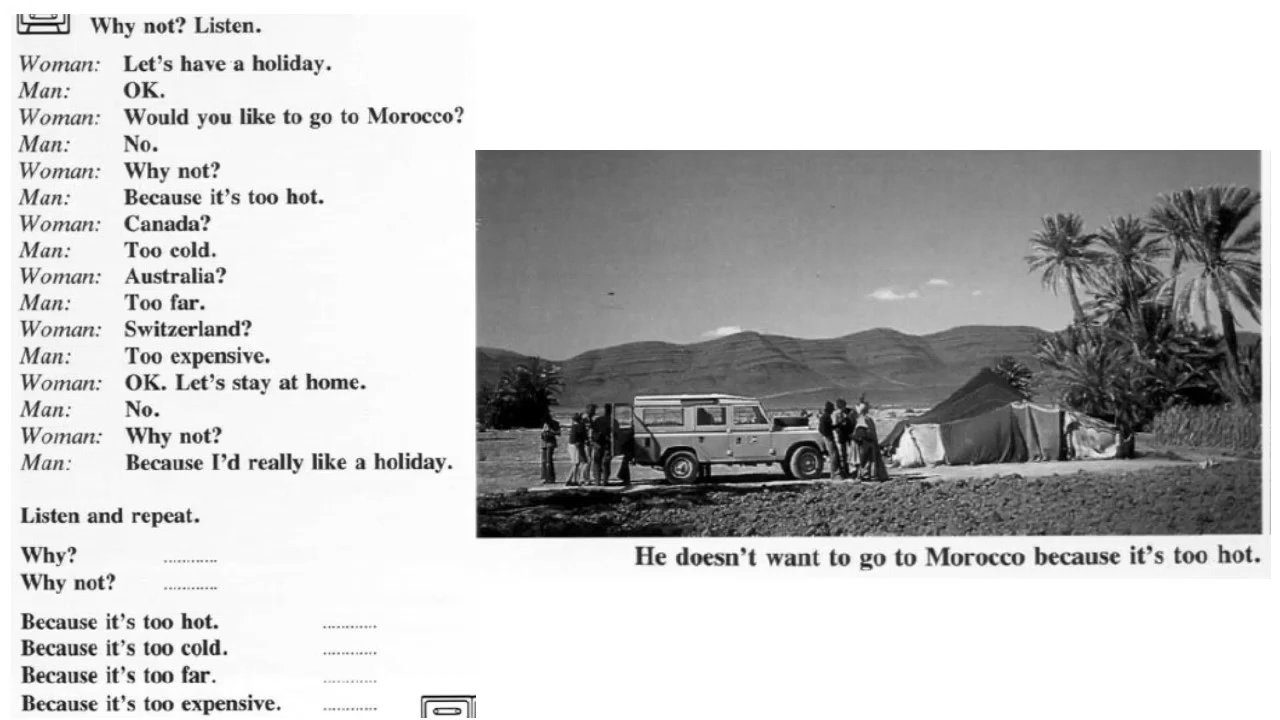 Why not? Listen.
Woman: Let's have a holiday.
Man: OK.
Woman: Would you like to go to Morocco?
Man: No.
Woman: Why not?
Man: Because it's too hot.
Woman: Canada?
Man: Too cold.
Woman: Australia?
Man: Too far.
Woman: Switzerland?
Man: Too expensive.
Woman: OK. Let's stay at home.
Man: No.
Woman: Why not?
Man: Because I'd really like a holiday.
Listen and repeat.
Why? ............
Why not? ............
Because it's too hot. ............
Because it's too cold. ............
Because it's too far. ............
Because it's too expensive. ............
He doesn't want to go to Morocco because it's too hot.